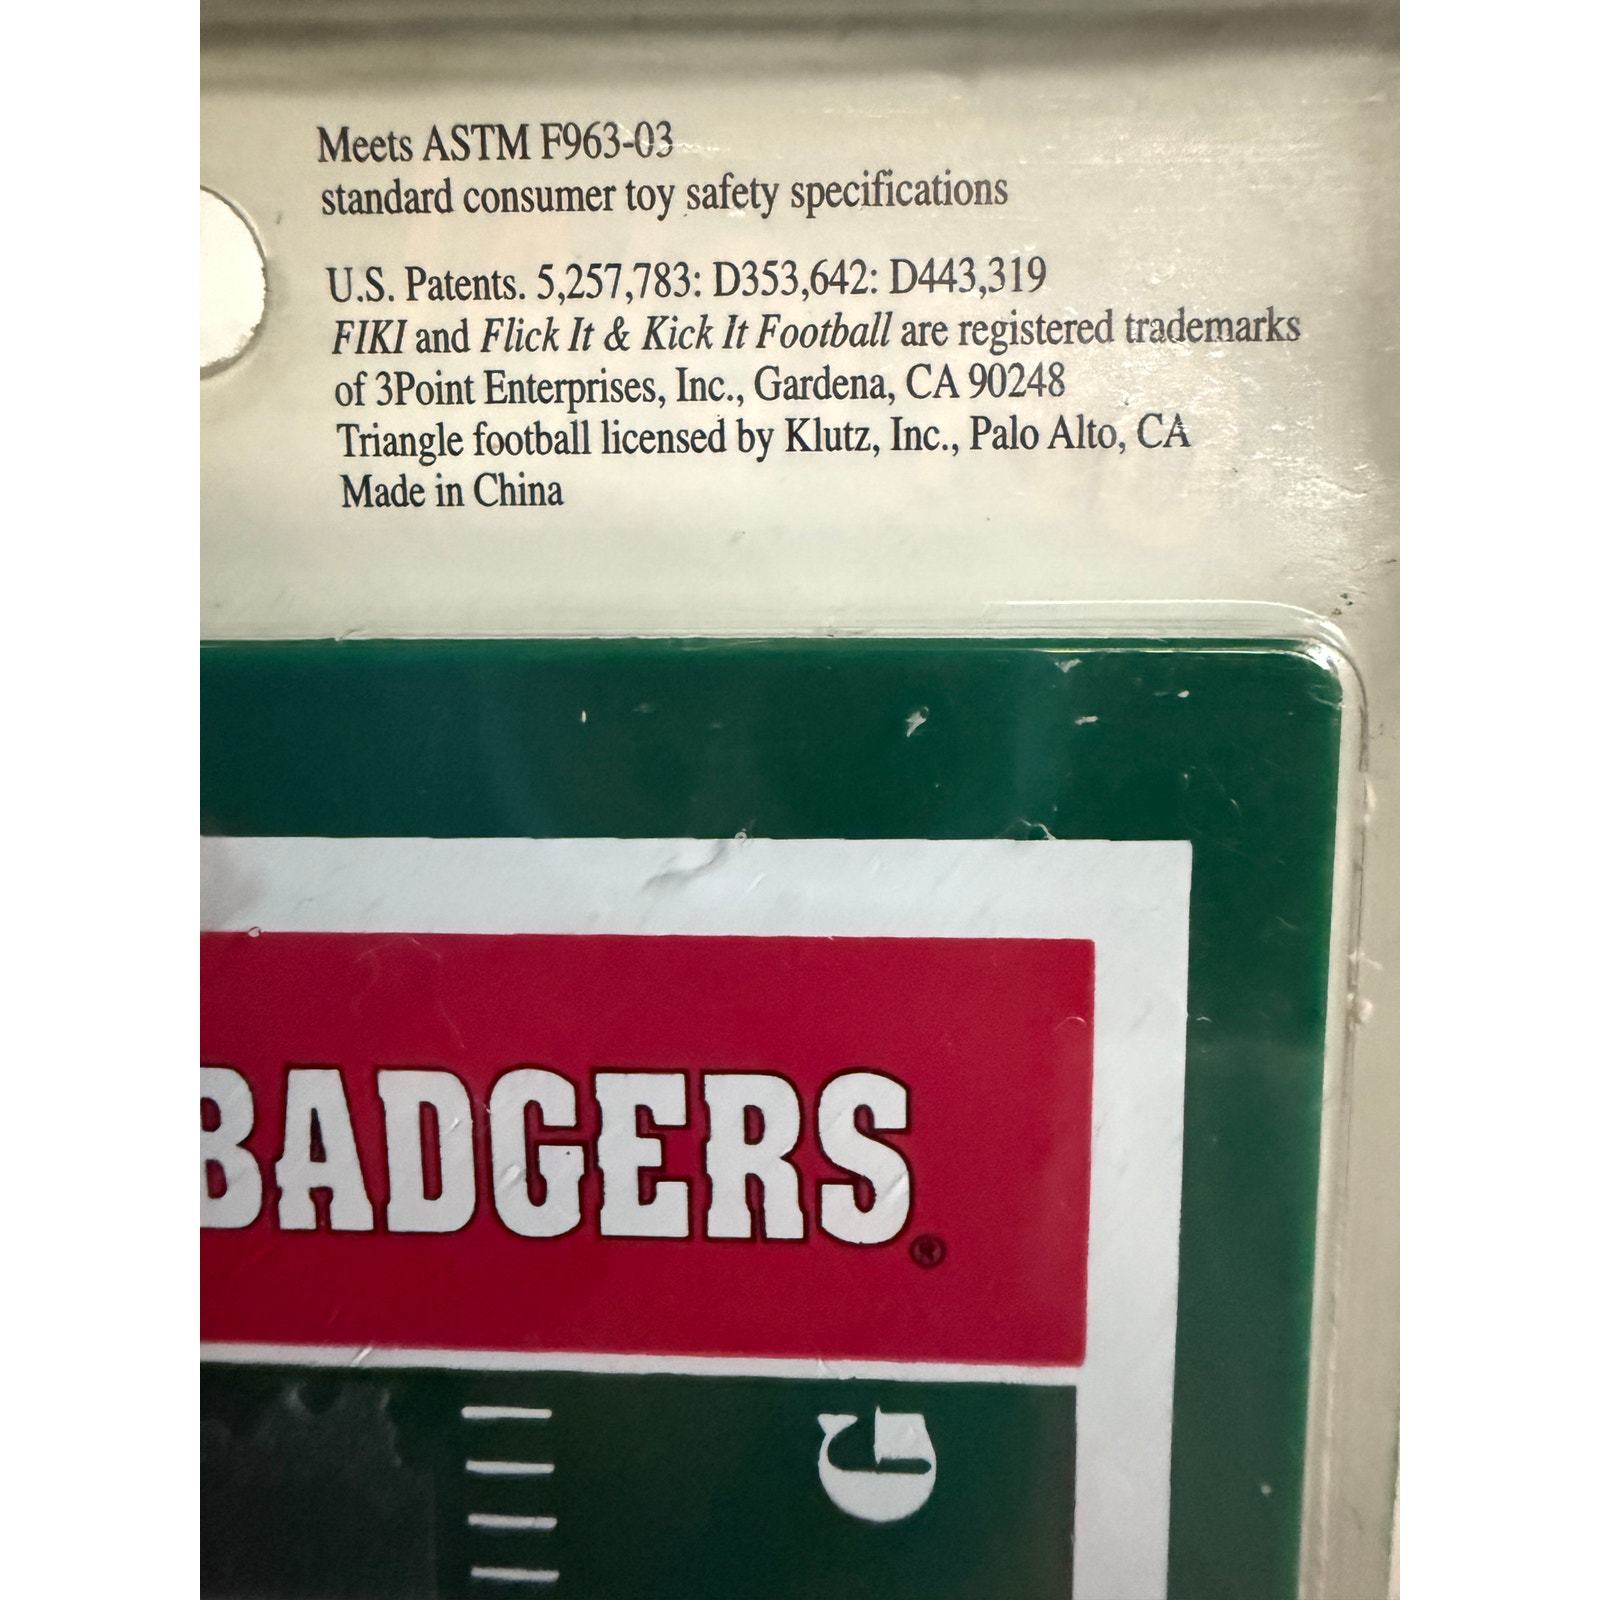 Meets ASTM F963-03
standard consumer toy safety specifications
U.S. Patents. 5,257,783: D353,642: D443,319
FIKI and Flick It & Kick It Football are registered trademarks
of 3Point Enterprises, Inc., Gardena, CA 90248
Triangle football licensed by Klutz, Inc., Palo Alto, CA
Made in China
BADGERS®
G